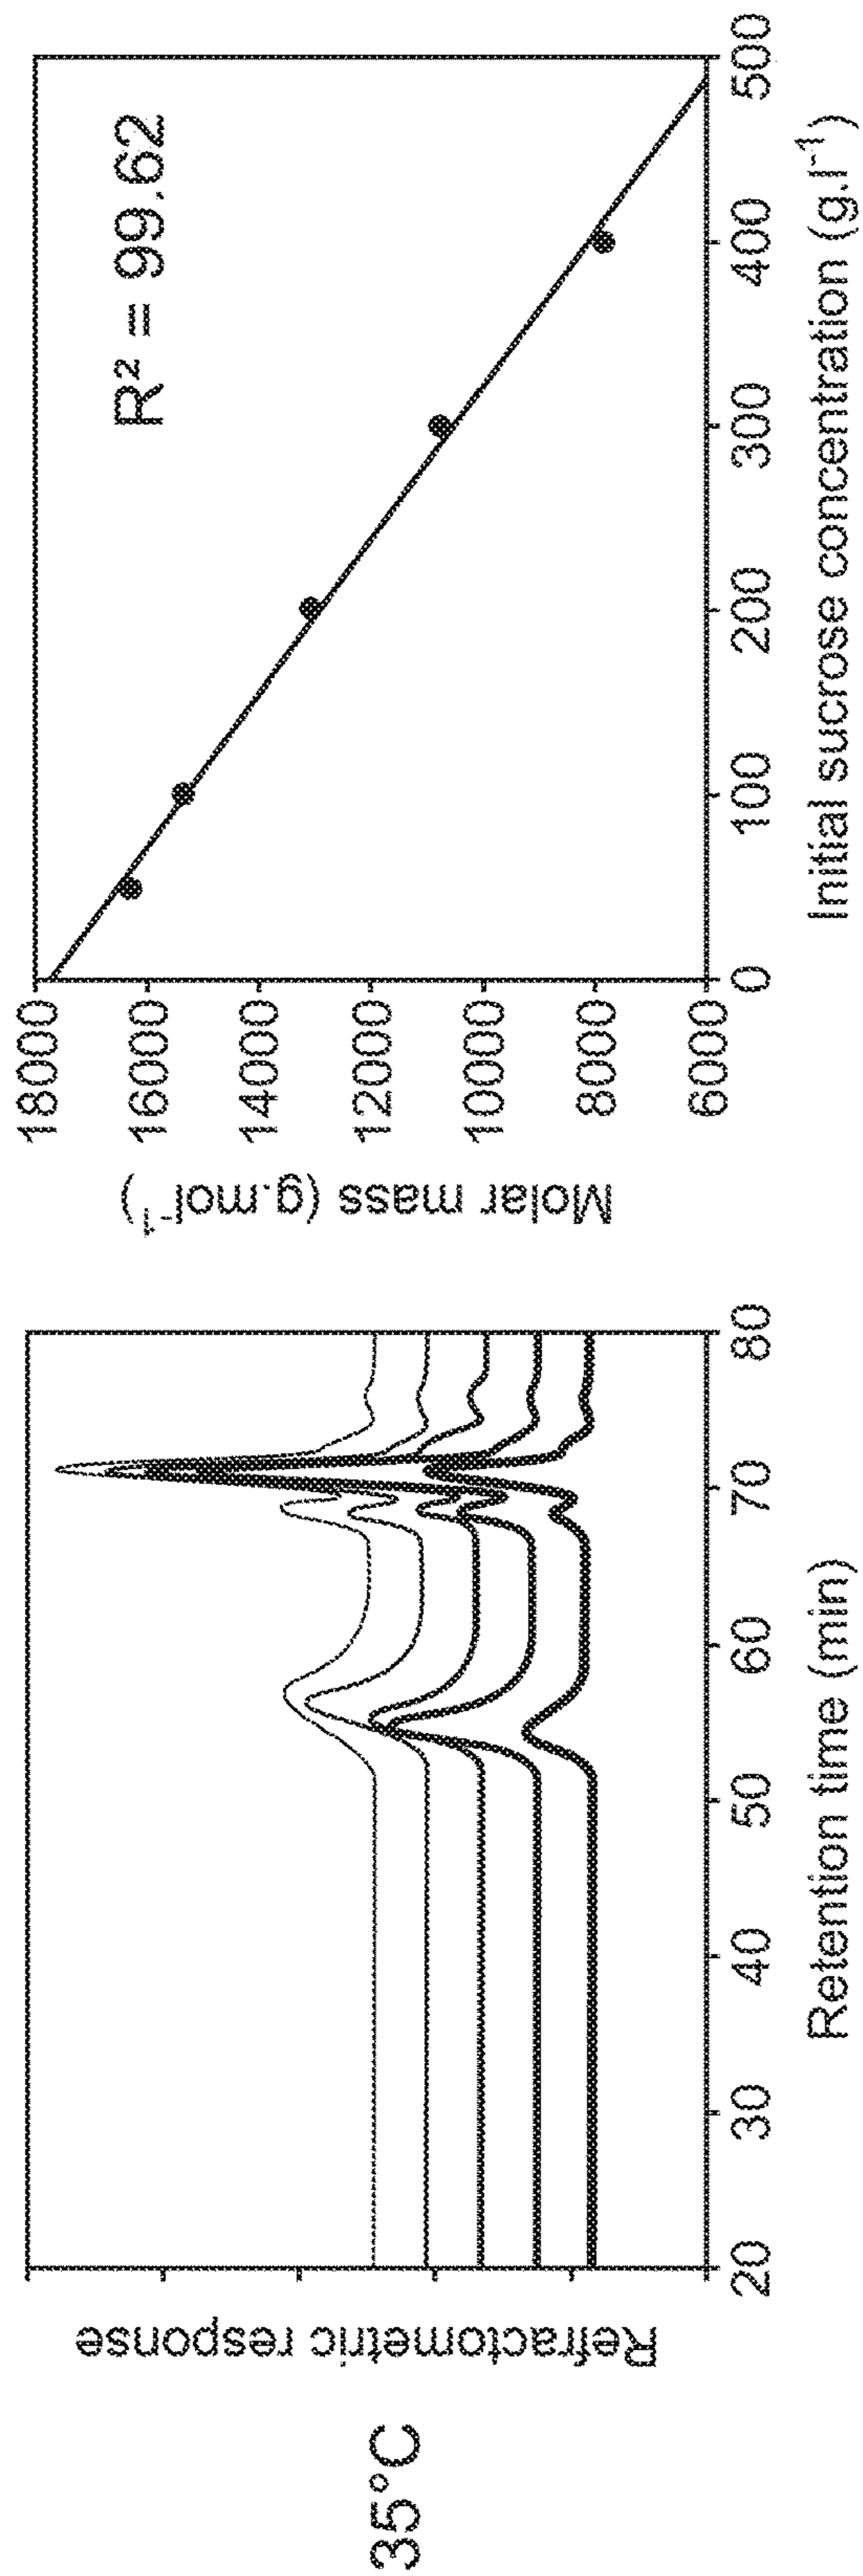 35°C
Refractometric response
20 30 40 50 60 70 80
Retention time (min)
Molar mass (g.mol⁻¹)
18000
16000
14000
12000
10000
8000
6000
R² = 99.62
0 100 200 300 400 500
Initial sucrose concentration (g.l⁻¹)